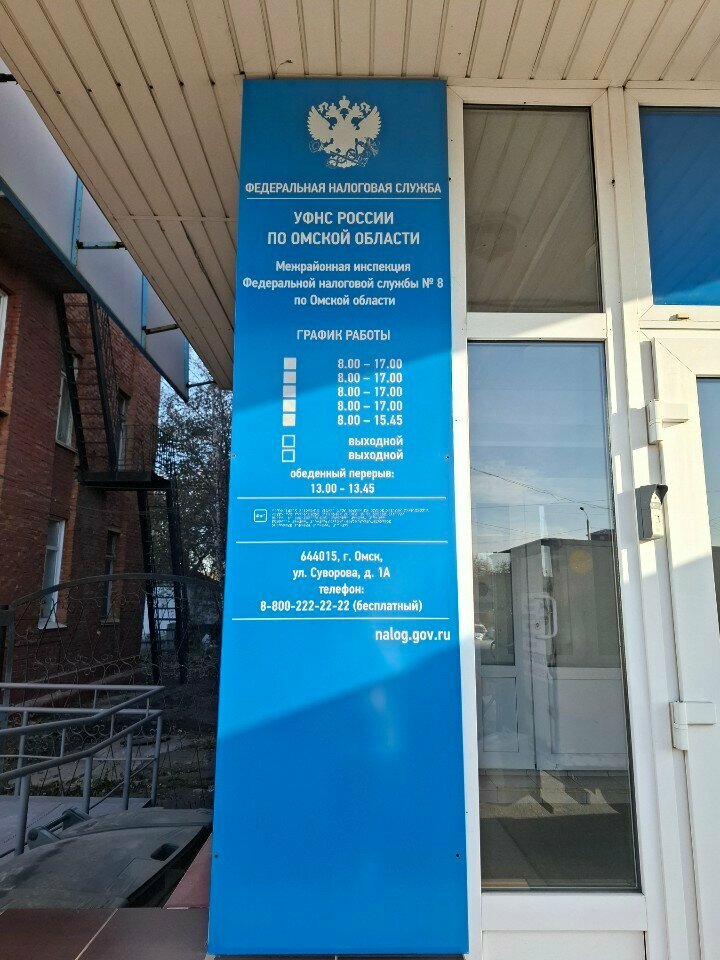 ФЕДЕРАЛЬНАЯ НАЛОГОВАЯ СЛУЖБА
УФНС РОССИИ
ПО ОМСКОЙ ОБЛАСТИ
Межрайонная инспекция
Федеральной налоговой службы № 8
по Омской области
ГРАФИК РАБОТЫ
8.00 – 17.00
8.00 – 17.00
8.00 – 17.00
8.00 – 17.00
8.00 – 15.45
выходной
выходной
обеденный перерыв:
13.00 – 13.45
644015, г. Омск,
ул. Суворова, д. 1А
телефон:
8-800-222-22-22 (бесплатный)
nalog.gov.ru